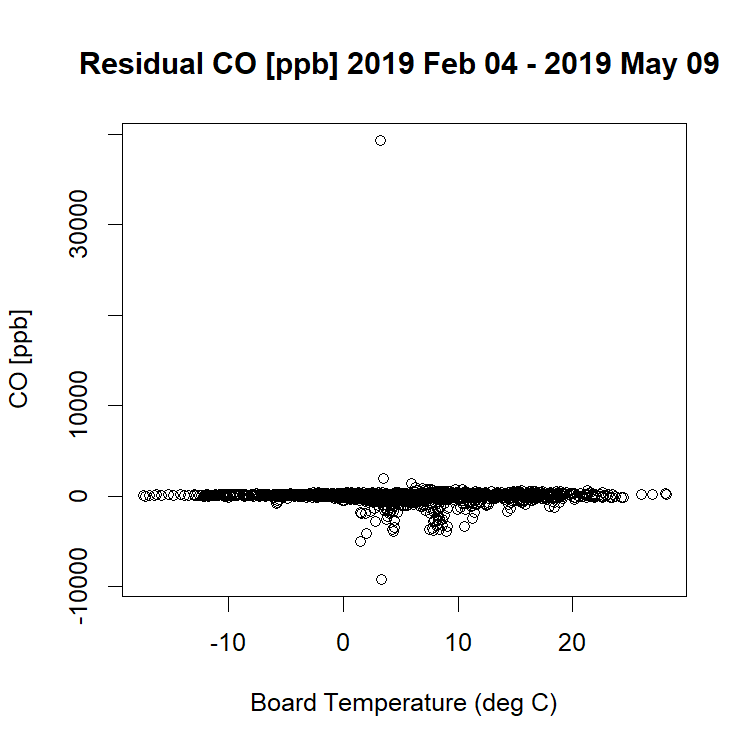 Residual CO [ppb] 2019 Feb 04 - 2019 May 09
30000
10000
0
-10000
CO [ppb]
-10 0 10 20
Board Temperature (deg C)